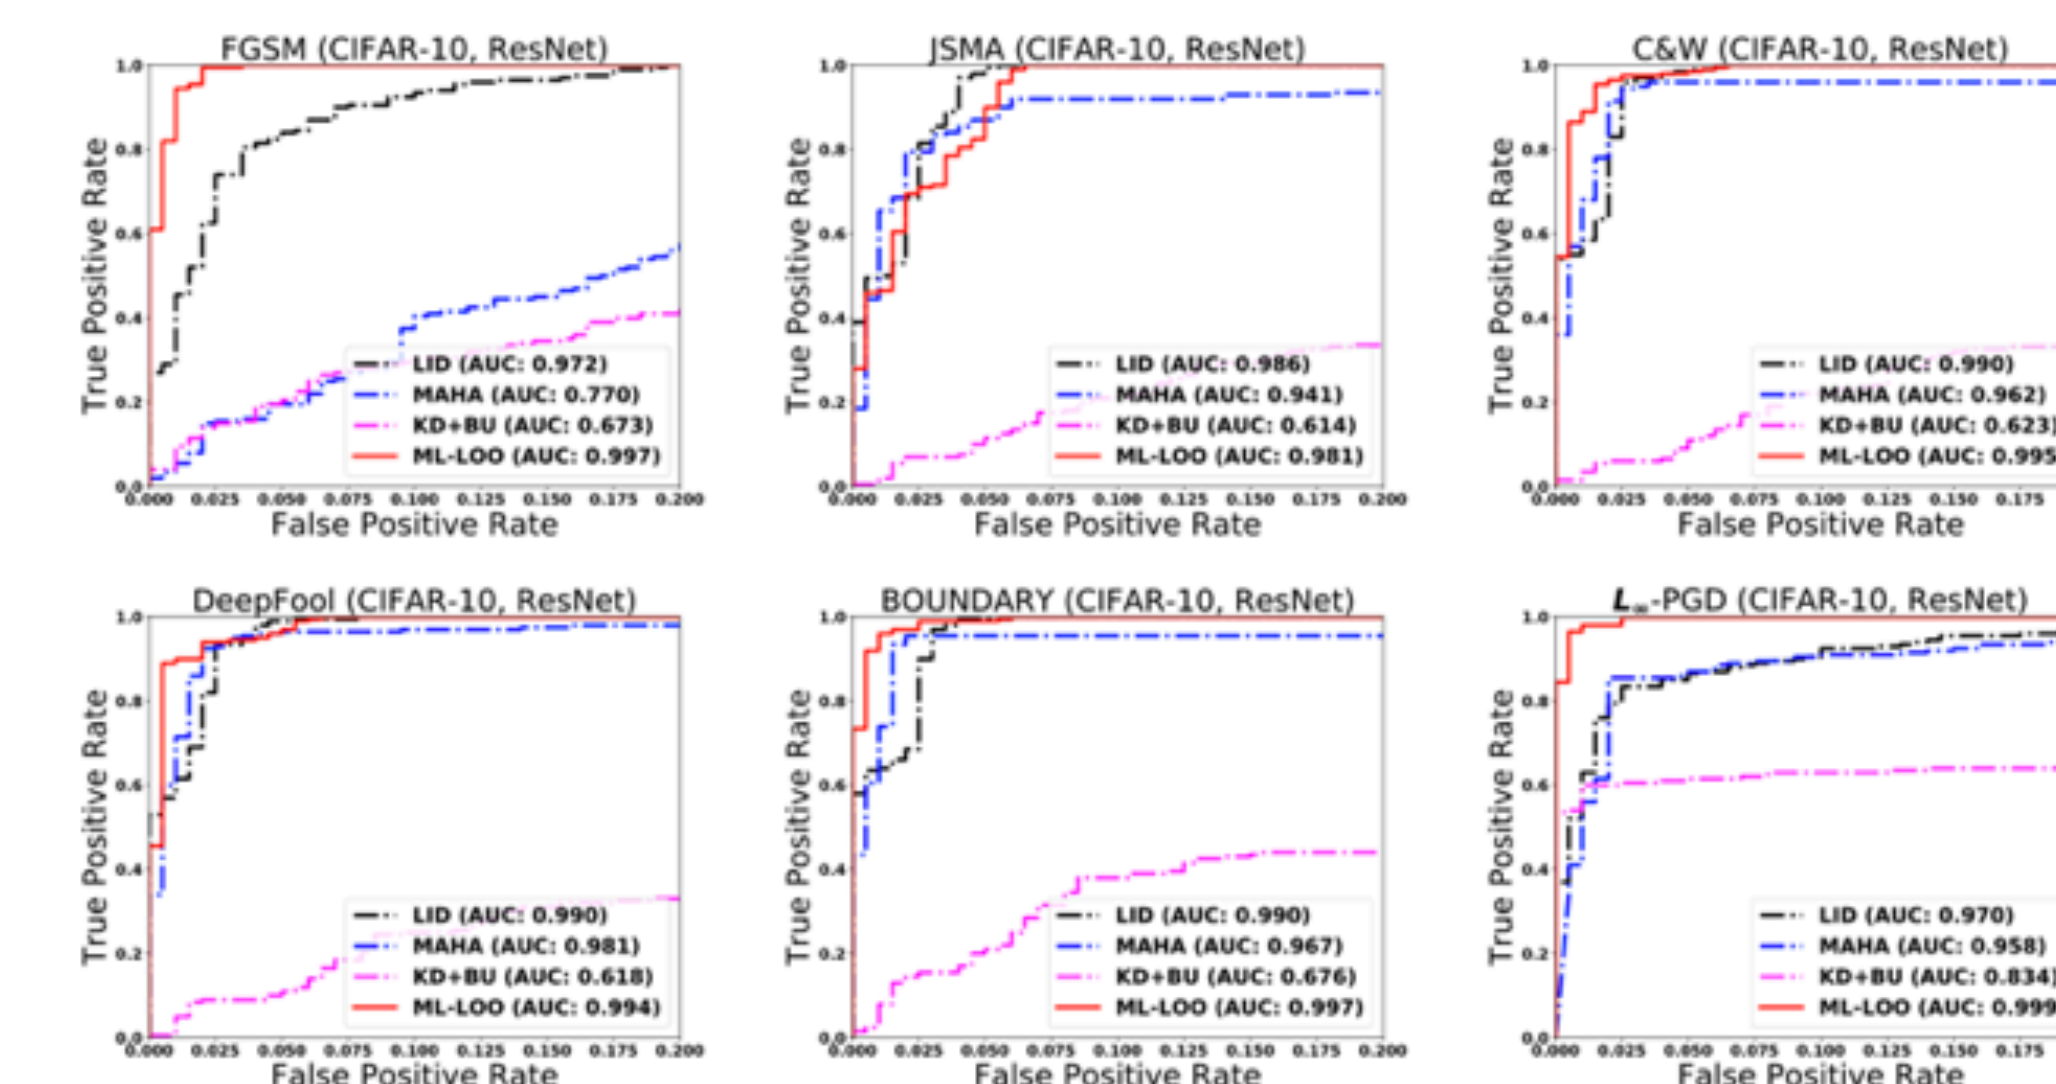 FGSM (CIFAR-10, ResNet)
True Positive Rate
1.0
0.8
0.6
0.4
0.2
0.0
LID (AUC: 0.972)
MAHA (AUC: 0.770)
KD+BU (AUC: 0.673)
ML-LOO (AUC: 0.997)
0.000 0.025 0.050 0.075 0.100 0.125 0.150 0.175 0.200
False Positive Rate
JSMA (CIFAR-10, ResNet)
True Positive Rate
1.0
0.8
0.6
0.4
0.2
0.0
LID (AUC: 0.986)
MAHA (AUC: 0.941)
KD+BU (AUC: 0.614)
ML-LOO (AUC: 0.981)
0.000 0.025 0.050 0.075 0.100 0.125 0.150 0.175 0.200
False Positive Rate
C&W (CIFAR-10, ResNet)
True Positive Rate
1.0
0.8
0.6
0.4
0.2
0.0
LID (AUC: 0.990)
MAHA (AUC: 0.962)
KD+BU (AUC: 0.623)
ML-LOO (AUC: 0.995
0.000 0.025 0.050 0.075 0.100 0.125 0.150 0.175
False Positive Rate
DeepFool (CIFAR-10, ResNet)
True Positive Rate
1.0
0.8
0.6
0.4
0.2
0.0
LID (AUC: 0.990)
MAHA (AUC: 0.981)
KD+BU (AUC: 0.618)
ML-LOO (AUC: 0.994)
0.000 0.025 0.050 0.075 0.100 0.125 0.150 0.175 0.200
False Positive Rate
BOUNDARY (CIFAR-10, ResNet)
True Positive Rate
1.0
0.8
0.6
0.4
0.2
0.0
LID (AUC: 0.990)
MAHA (AUC: 0.967)
KD+BU (AUC: 0.676)
ML-LOO (AUC: 0.997)
0.000 0.025 0.050 0.075 0.100 0.125 0.150 0.175 0.200
False Positive Rate
L∞-PGD (CIFAR-10, ResNet)
True Positive Rate
1.0
0.8
0.6
0.4
0.2
0.0
LID (AUC: 0.970)
MAHA (AUC: 0.958)
KD+BU (AUC: 0.834)
ML-LOO (AUC: 0.999
0.000 0.025 0.050 0.075 0.100 0.125 0.150 0.175
False Positive Rate